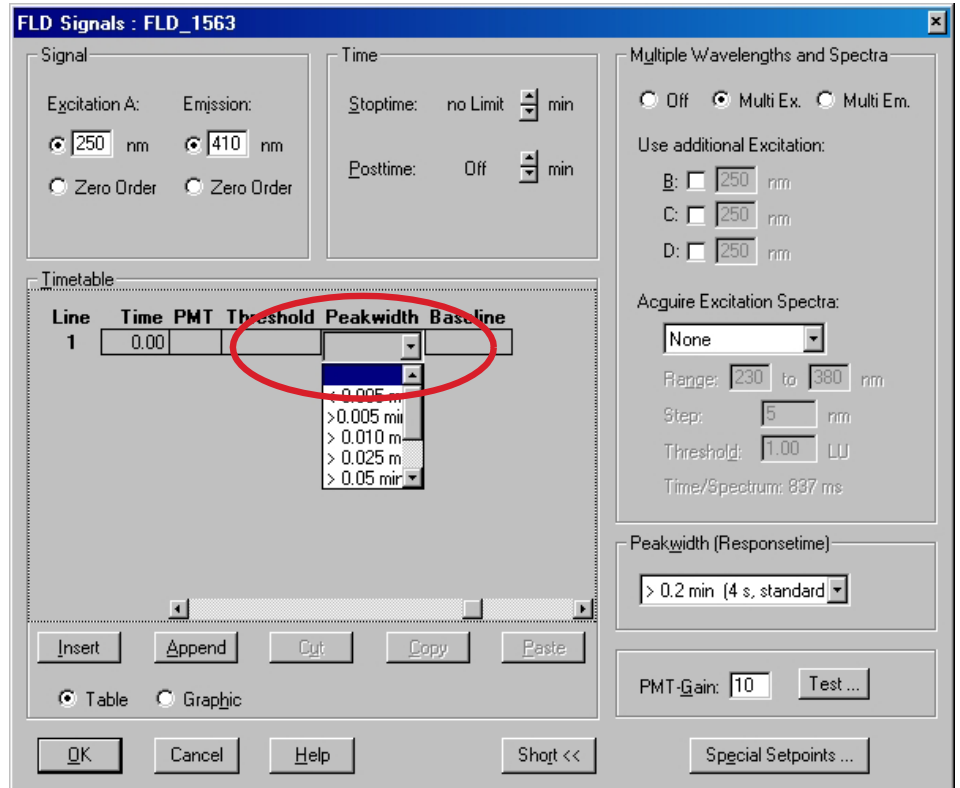 FLD Signals : FLD_1563
Signal
Excitation A: Emission:
250 nm 410 nm
Zero Order Zero Order
Time
Stoptime: no Limit min
Posttime: Off min
Multiple Wavelengths and Spectra
Off Multi Ex. Multi Em.
Use additional Excitation:
B: 250 nm
C: 250 nm
D: 250 nm
Acquire Excitation Spectra:
None
Range: 230 to 380 nm
Step: 5 nm
Threshold: 1.00 LU
Time/Spectrum: 837 ms
Timetable
Line Time PMT Threshold Peakwidth Baseline
1 0.00
< 0.005 m
>0.005 min
> 0.010 m
> 0.025 m
> 0.05 min
Insert Append Cut Copy Paste
Table Graphic
Peakwidth (Responsetime)
> 0.2 min (4 s, standard
PMT-Gain: 10 Test ...
OK Cancel Help Short << Special Setpoints ...